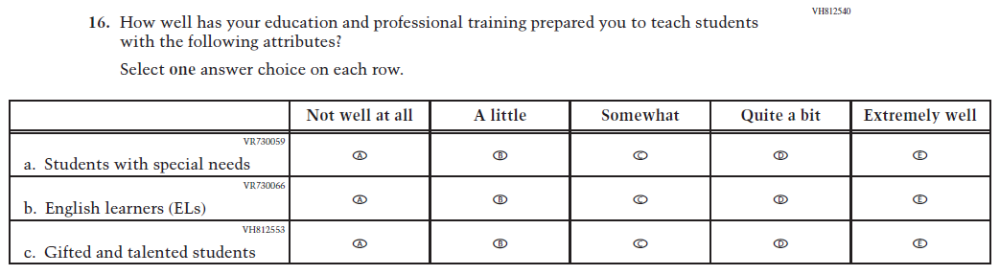 VH812540
16. How well has your education and professional training prepared you to teach students
with the following attributes?
Select one answer choice on each row.
Not well at all A little Somewhat Quite a bit Extremely well
VR730059
a. Students with special needs A B C D E
VR730066
b. English learners (ELs) A B C D E
VH812553
c. Gifted and talented students A B C D E